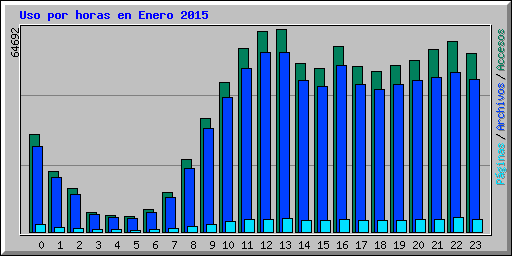 Uso por horas en Enero 2015
64692
Páginas/Archivos/Accesos
0 1 2 3 4 5 6 7 8 9 10 11 12 13 14 15 16 17 18 19 20 21 22 23